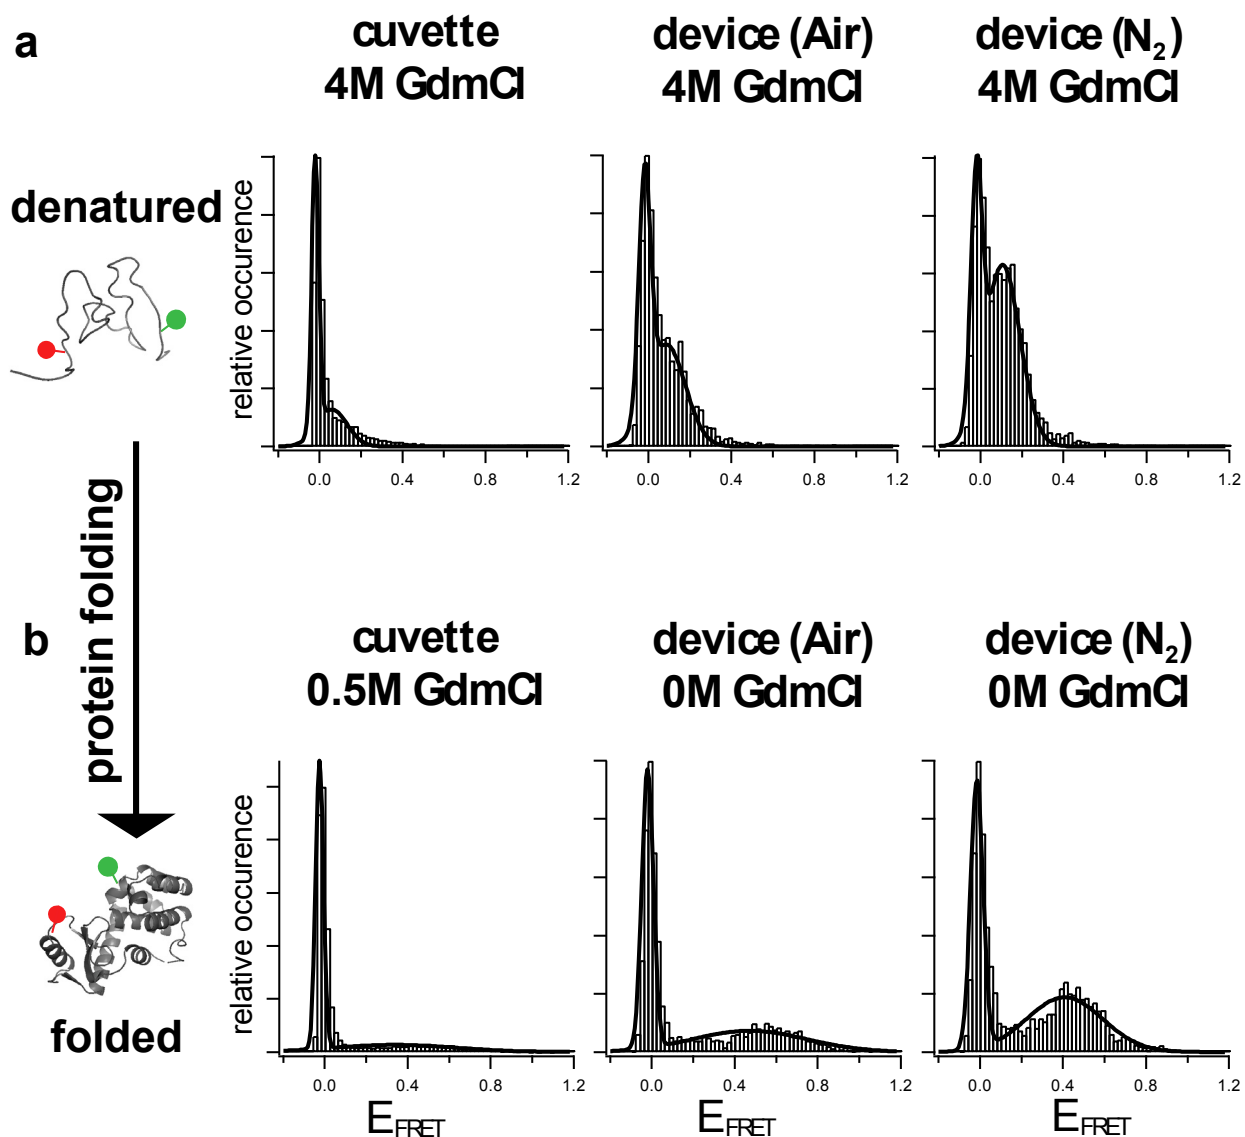 a
cuvette
4M GdmCl
device (Air)
4M GdmCl
device (N2)
4M GdmCl
denatured
relative occurence
0.0 0.4 0.8 1.2
0.0 0.4 0.8 1.2
0.0 0.4 0.8 1.2
protein folding
b
cuvette
0.5M GdmCl
device (Air)
0M GdmCl
device (N2)
0M GdmCl
relative occurence
folded
0.0 0.4 0.8 1.2
0.0 0.4 0.8 1.2
0.0 0.4 0.8 1.2
EFRET
EFRET
EFRET